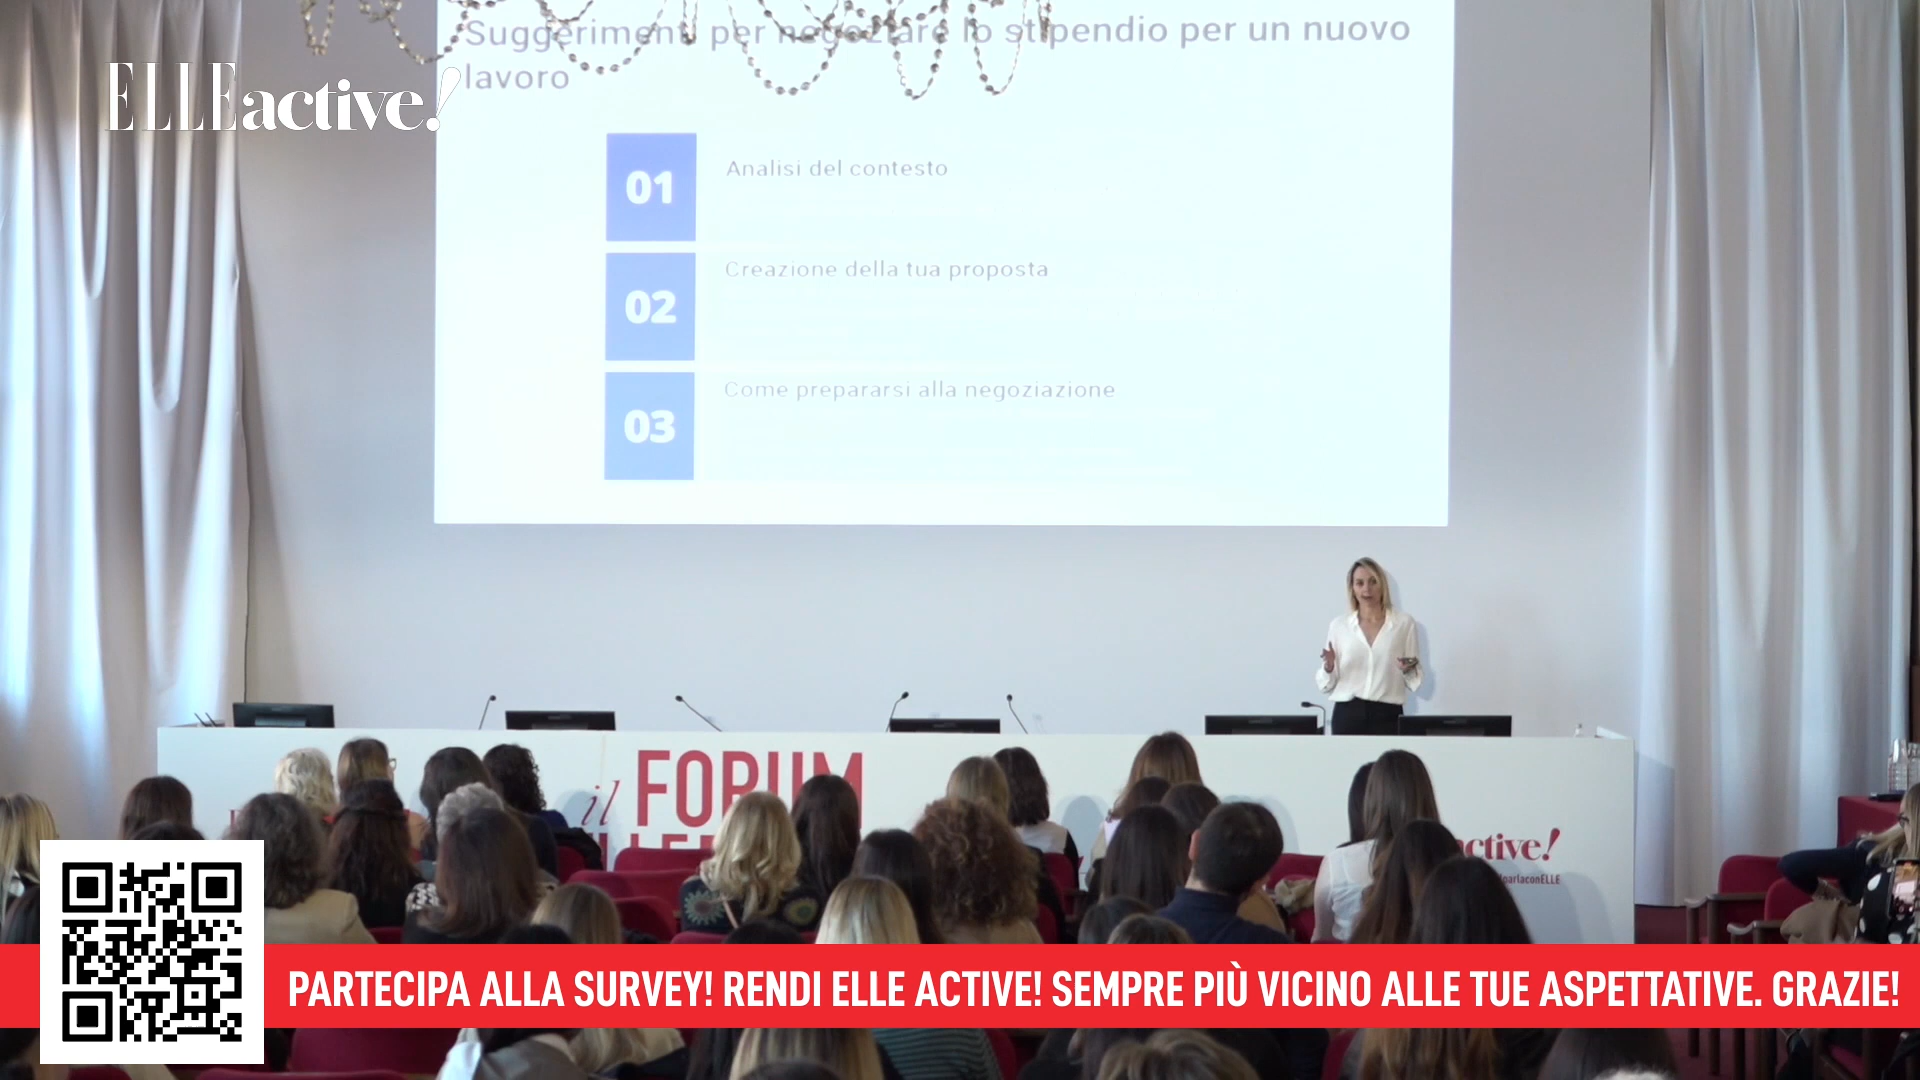 Suggerimenti per negoziare lo stipendio per un nuovo
lavoro
ELLE active!
01
Analisi del contesto
02
Creazione della tua proposta
03
Come prepararsi alla negoziazione
il FORUM
active!
PARTECIPA ALLA SURVEY! RENDI ELLE ACTIVE! SEMPRE PIÙ VICINO ALLE TUE ASPETTATIVE. GRAZIE!